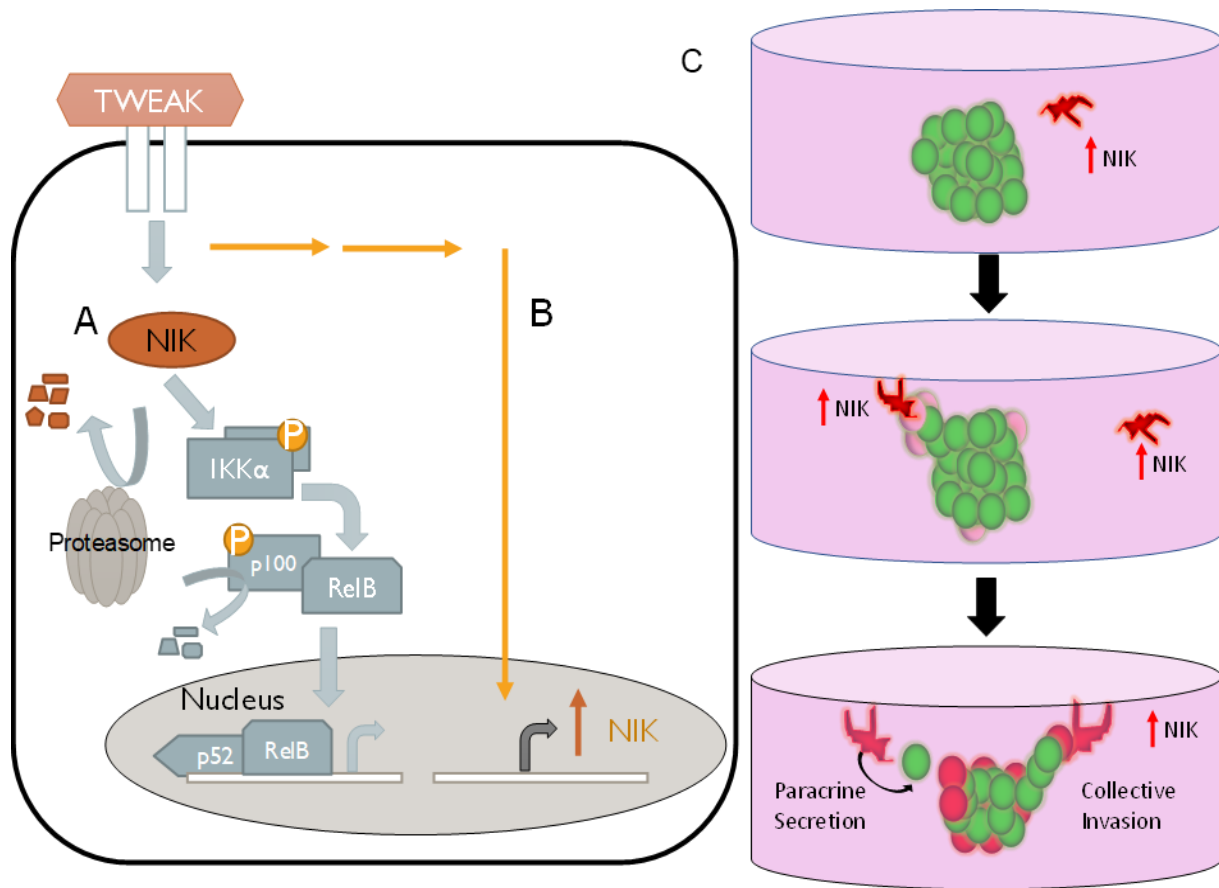 C
TWEAK
NIK
A
NIK
B
P
IKKα
Proteasome
P
p100
RelB
Nucleus
p52
RelB
NIK
NIK
NIK
Paracrine
Secretion
NIK
Collective
Invasion